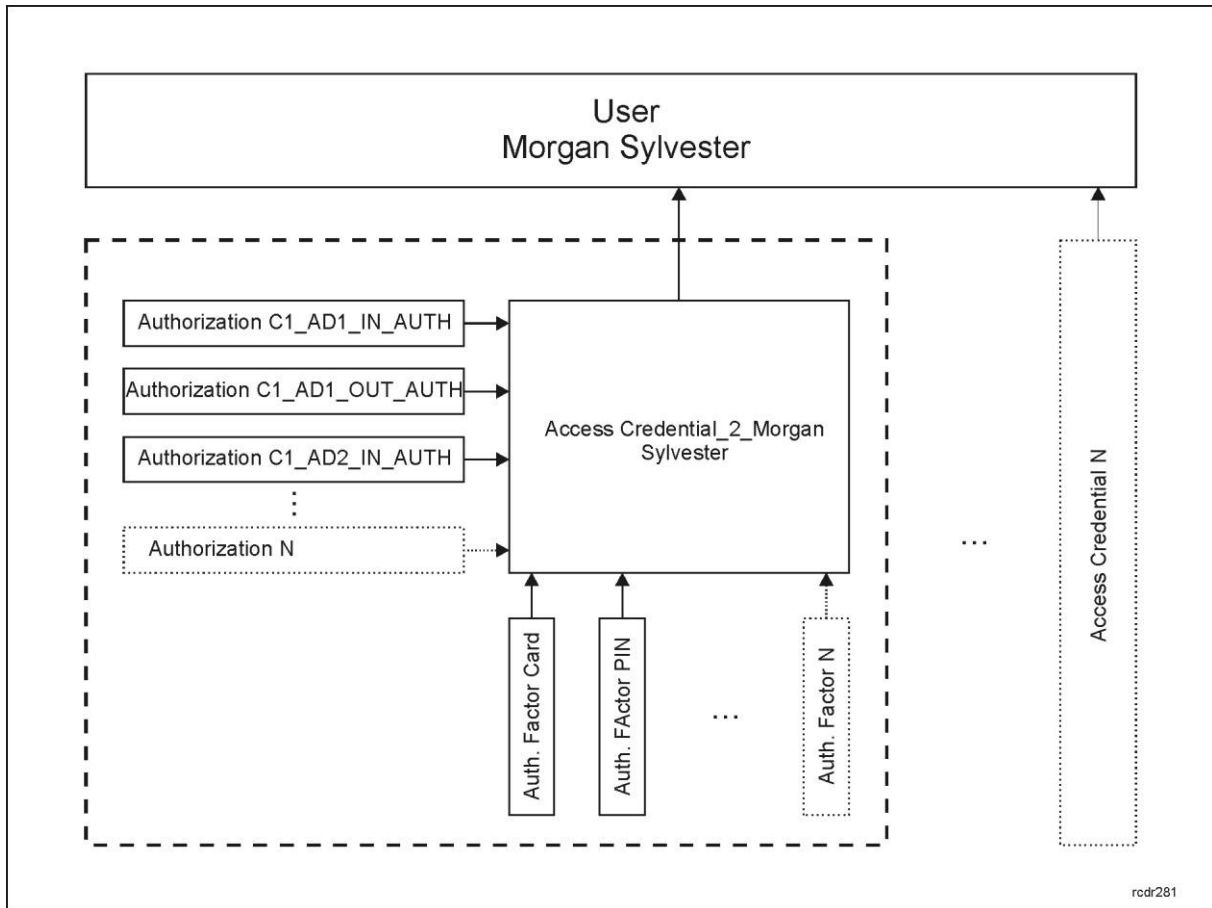 User
Morgan Sylvester
Authorization C1_AD1_IN_AUTH
Authorization C1_AD1_OUT_AUTH
Authorization C1_AD2_IN_AUTH
⋮
Authorization N
Access Credential_2_Morgan
Sylvester
Auth. Factor Card
Auth. FActor PIN
...
Auth. Factor N
...
Access Credential N
rcdr281